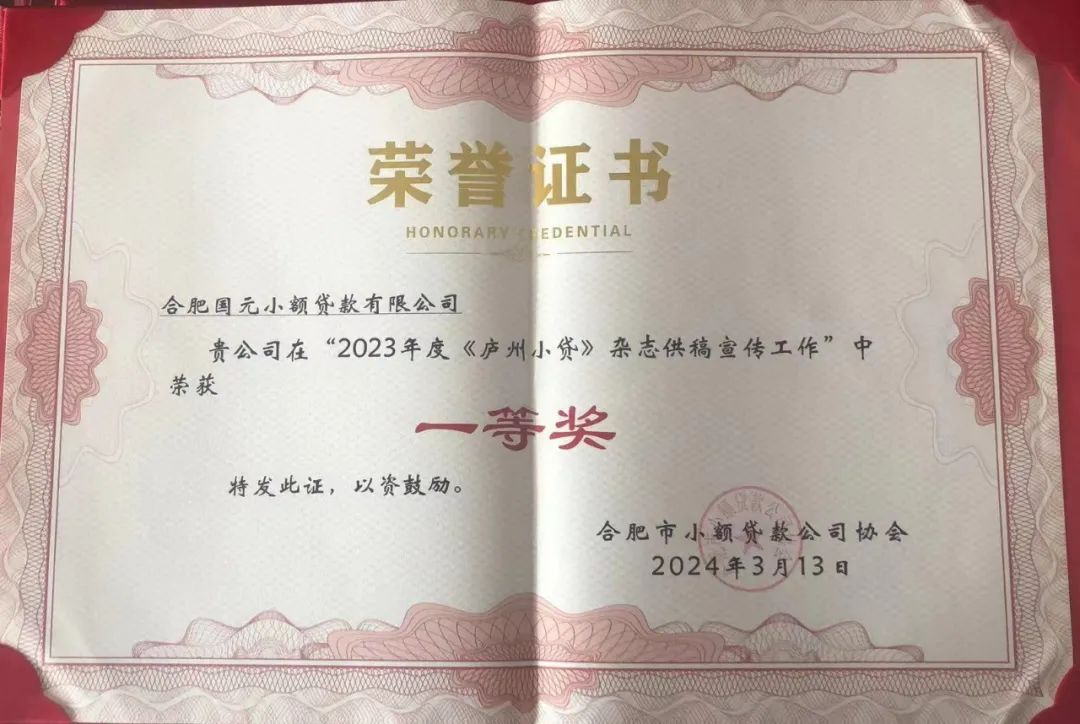 荣誉证书
HONORARY CREDENTIAL
合肥国元小额贷款有限公司
贵公司在“2023年度《庐州小贷》杂志供稿宣传工作”中
荣获
一等奖
特发此证，以资鼓励。
合肥市小额贷款公司协会
2024年3月13日